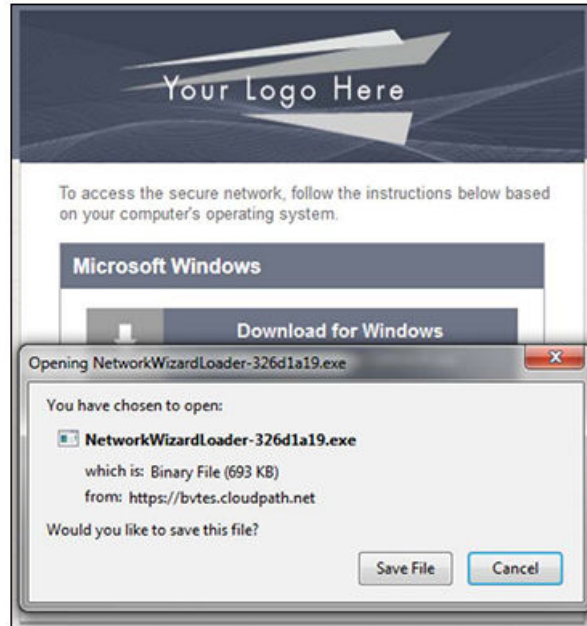 Your Logo Here
To access the secure network, follow the instructions below based
on your computer's operating system.
Microsoft Windows
Download for Windows
Opening NetworkWizardLoader-326d1a19.exe
You have chosen to open:
NetworkWizardLoader-326d1a19.exe
which is: Binary File (693 KB)
from: https://bvtes.cloudpath.net
Would you like to save this file?
Save File
Cancel